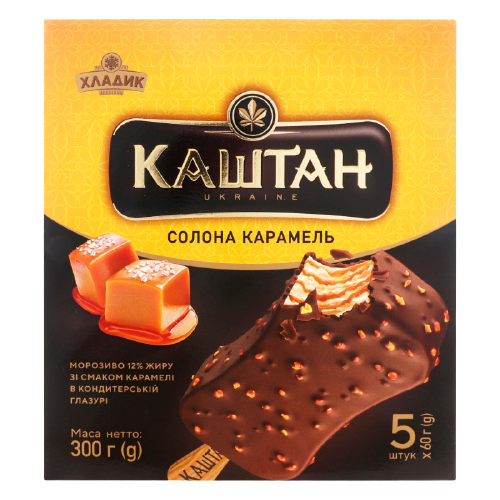 ХЛАДИК
КАШТАН
UKRAINE
СОЛОНА КАРАМЕЛЬ
МОРОЗИВО 12% ЖИРУ
ЗІ СМАКОМ КАРАМЕЛІ
В КОНДИТЕРСЬКІЙ
ГЛАЗУРІ
Маса нетто:
300 г (g)
КАШТАН
5
штук
х 60 г (g)